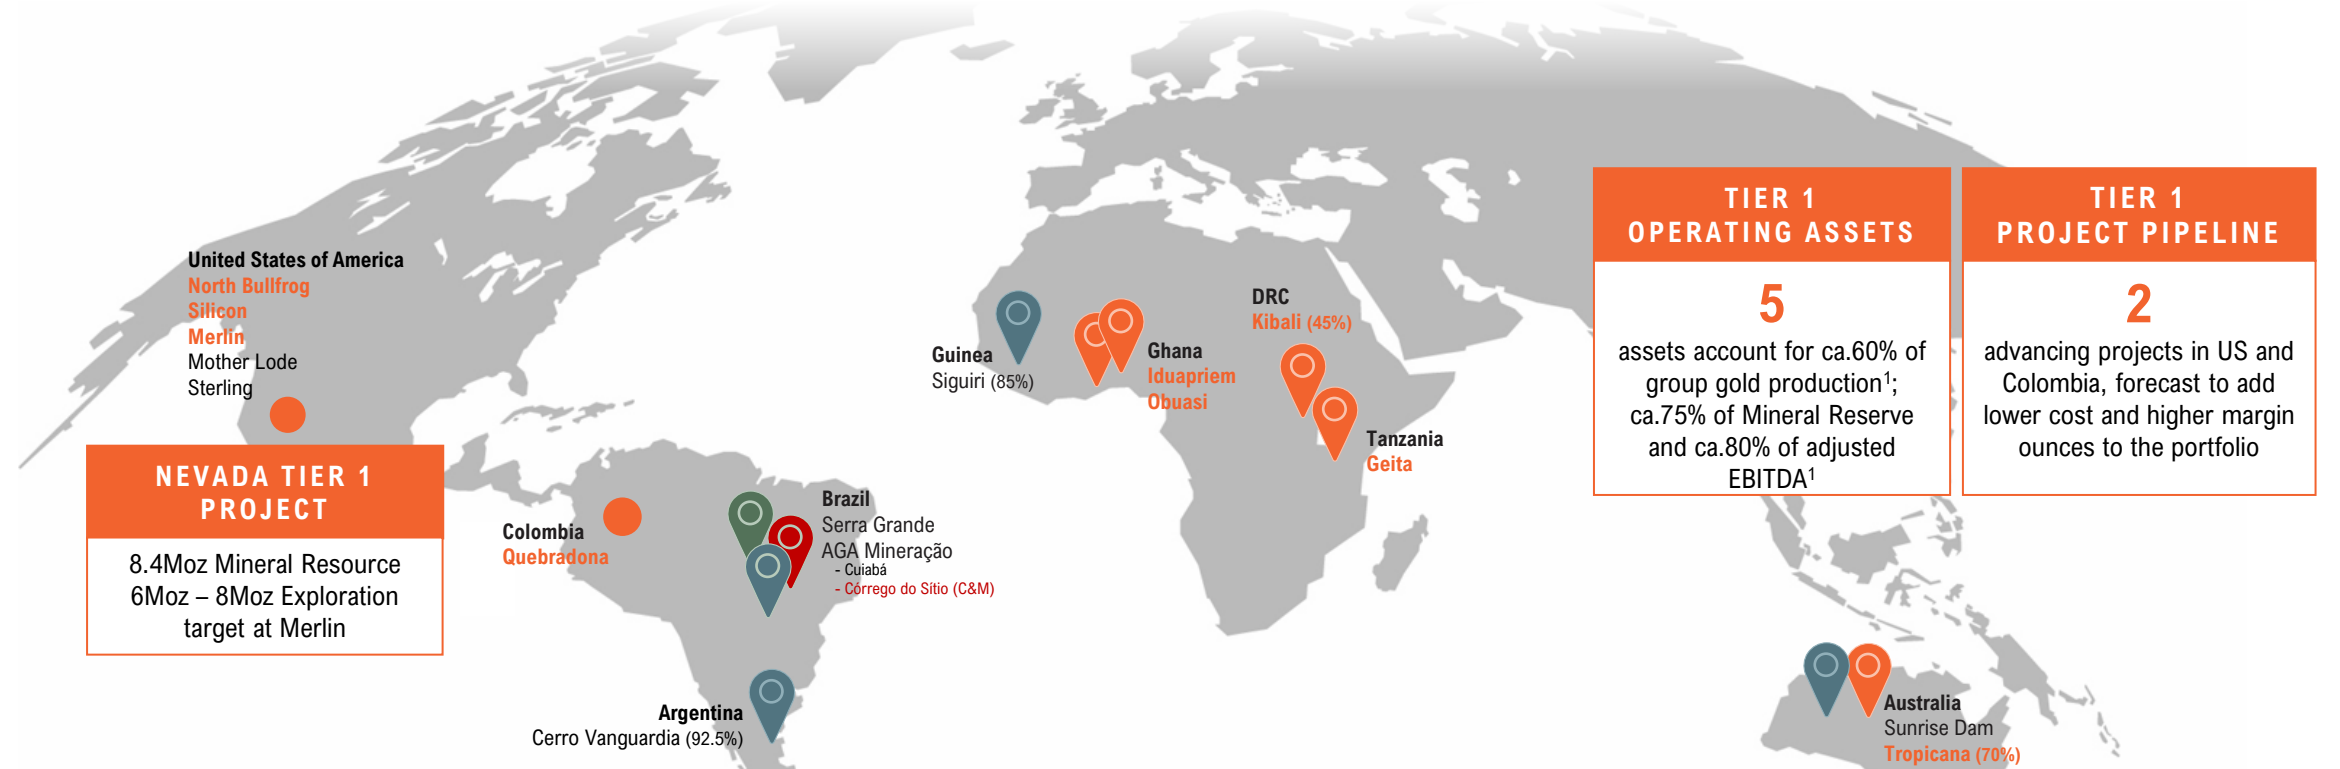 United States of America
North Bullfrog
Silicon
Merlin
Mother Lode
Sterling
NEVADA TIER 1
PROJECT
8.4Moz Mineral Resource
6Moz – 8Moz Exploration
target at Merlin
Colombia
Quebradona
Brazil
Serra Grande
AGA Mineração
- Cuiabá
- Córrego do Sítio (C&M)
Argentina
Cerro Vanguardia (92.5%)
Guinea
Siguiri (85%)
Ghana
Iduapriem
Obuasi
DRC
Kibali (45%)
Tanzania
Geita
TIER 1
OPERATING ASSETS
5
assets account for ca.60% of
group gold production¹;
ca.75% of Mineral Reserve
and ca.80% of adjusted
EBITDA¹
TIER 1
PROJECT PIPELINE
2
advancing projects in US and
Colombia, forecast to add
lower cost and higher margin
ounces to the portfolio
Australia
Sunrise Dam
Tropicana (70%)